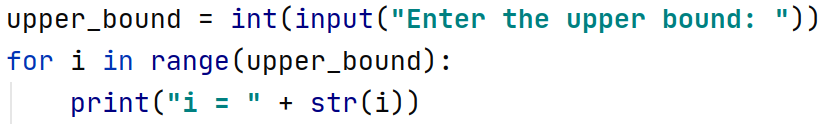 upper_bound = int(input("Enter the upper bound: "))
for i in range(upper_bound):
    print("i = " + str(i))